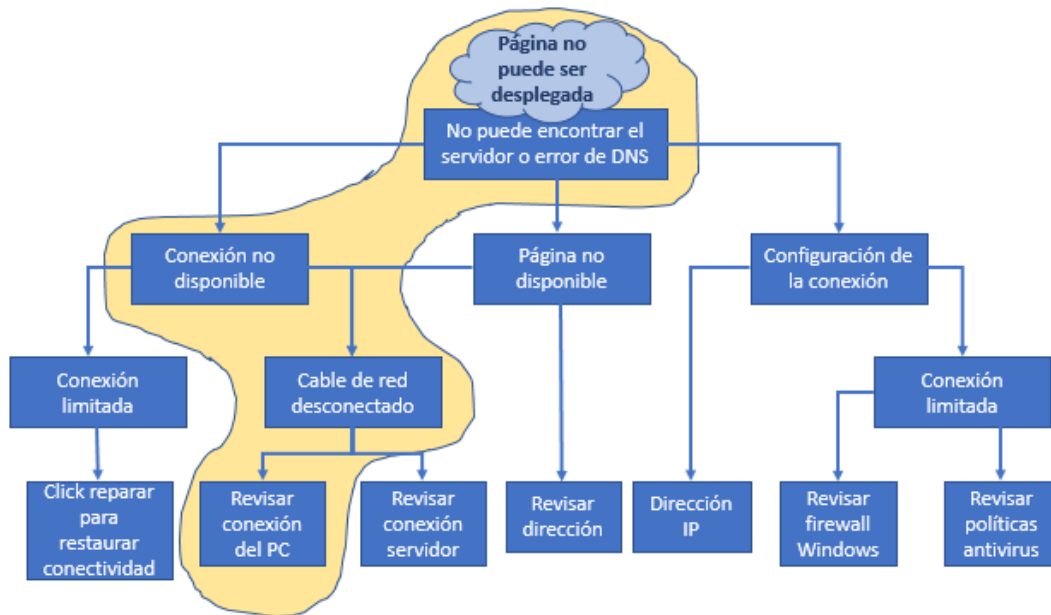 Página no
puede ser
desplegada
No puede encontrar el
servidor o error de DNS
Conexión no
disponible
Página no
disponible
Configuración de
la conexión
Conexión
limitada
Cable de red
desconectado
Conexión
limitada
Click reparar
para
restaurar
conectividad
Revisar
conexión
del PC
Revisar
conexión
servidor
Revisar
dirección
Dirección
IP
Revisar
firewall
Windows
Revisar
políticas
antivirus